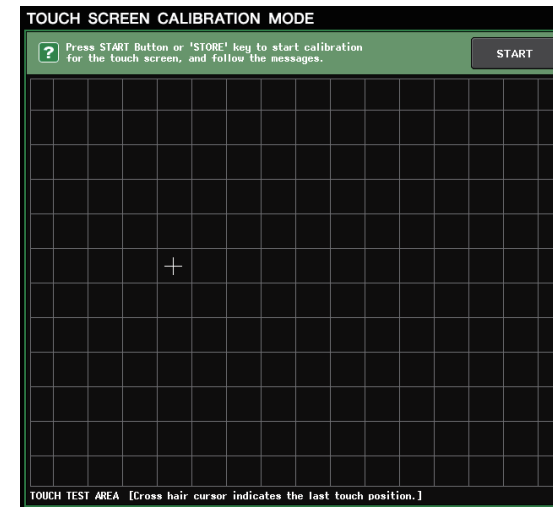 TOUCH SCREEN CALIBRATION MODE
? Press START Button or 'STORE' key to start calibration
for the touch screen, and follow the messages.
START
TOUCH TEST AREA [Cross hair cursor indicates the last touch position.]